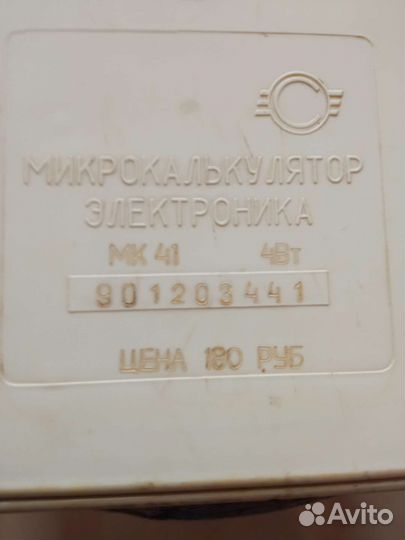 МИКРОКАЛЬКУЛЯТОР
ЭЛЕКТРОНИКА
МК 41 4Вт
901203441
ЦЕНА 180 РУБ
Avito